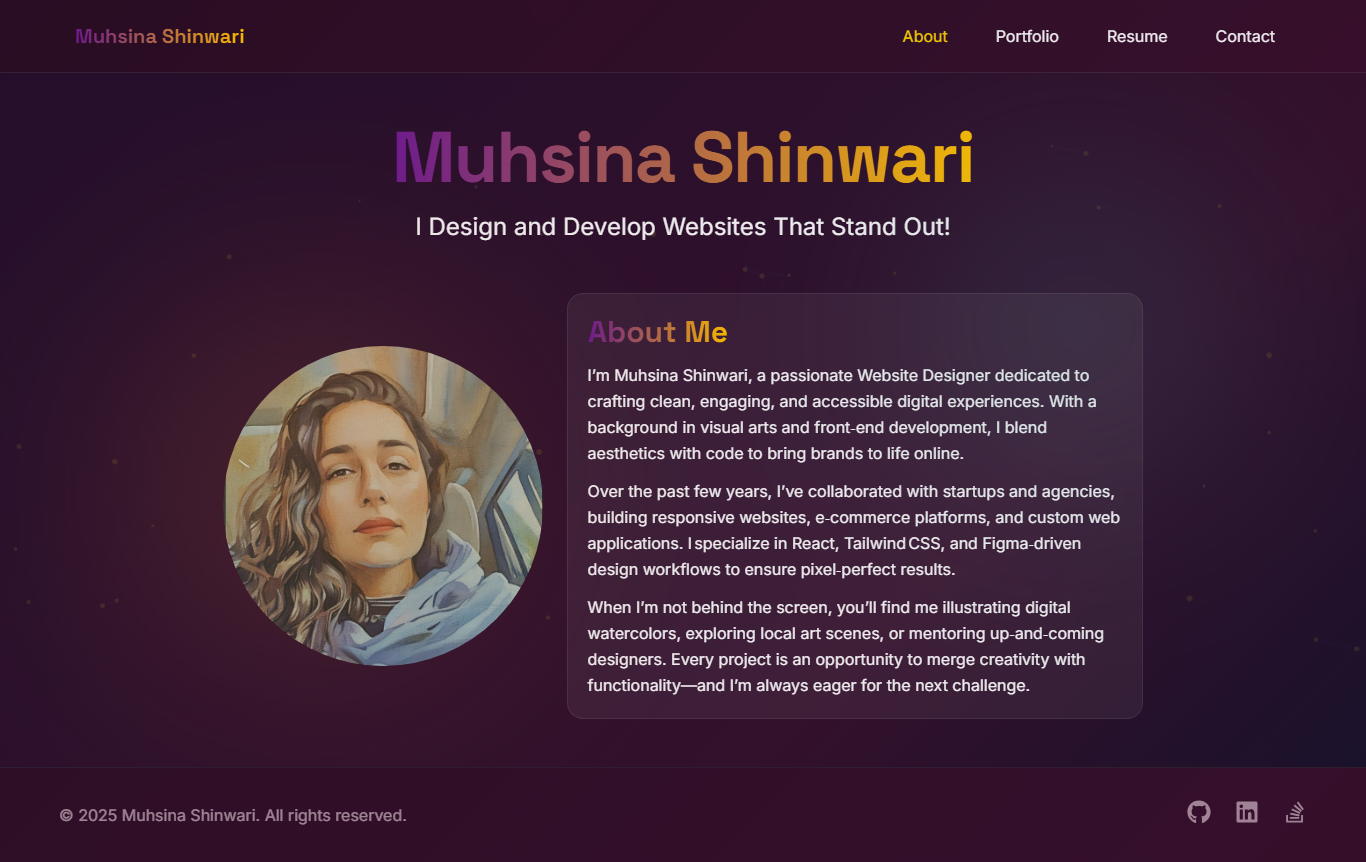 Muhsina Shinwari
About Portfolio Resume Contact
Muhsina Shinwari
I Design and Develop Websites That Stand Out!
About Me
I’m Muhsina Shinwari, a passionate Website Designer dedicated to
crafting clean, engaging, and accessible digital experiences. With a
background in visual arts and front-end development, I blend
aesthetics with code to bring brands to life online.
Over the past few years, I’ve collaborated with startups and agencies,
building responsive websites, e-commerce platforms, and custom web
applications. I specialize in React, Tailwind CSS, and Figma-driven
design workflows to ensure pixel-perfect results.
When I’m not behind the screen, you’ll find me illustrating digital
watercolors, exploring local art scenes, or mentoring up-and-coming
designers. Every project is an opportunity to merge creativity with
functionality—and I’m always eager for the next challenge.
© 2025 Muhsina Shinwari. All rights reserved.